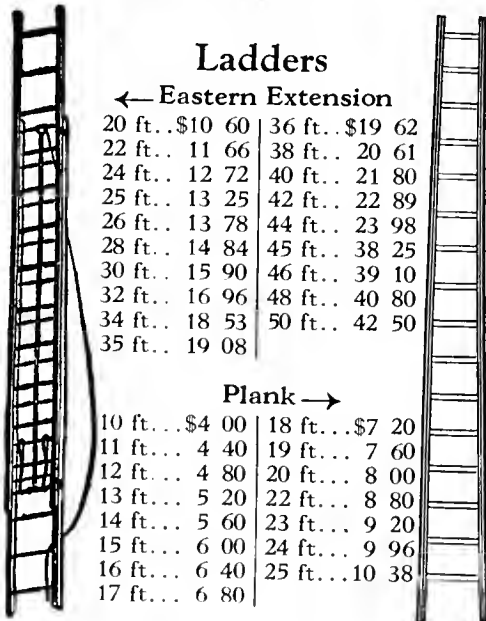 Ladders
←Eastern Extension
20 ft..$10 60 | 36 ft..$19 62
22 ft.. 11 66 | 38 ft.. 20 61
24 ft.. 12 72 | 40 ft.. 21 80
25 ft.. 13 25 | 42 ft.. 22 89
26 ft.. 13 78 | 44 ft.. 23 98
28 ft.. 14 84 | 45 ft.. 38 25
30 ft.. 15 90 | 46 ft.. 39 10
32 ft.. 16 96 | 48 ft.. 40 80
34 ft.. 18 53 | 50 ft.. 42 50
35 ft.. 19 08
Plank→
10 ft...$4 00 | 18 ft...$7 20
11 ft... 4 40 | 19 ft... 7 60
12 ft... 4 80 | 20 ft... 8 00
13 ft... 5 20 | 22 ft... 8 80
14 ft... 5 60 | 23 ft... 9 20
15 ft... 6 00 | 24 ft... 9 96
16 ft... 6 40 | 25 ft...10 38
17 ft... 6 80